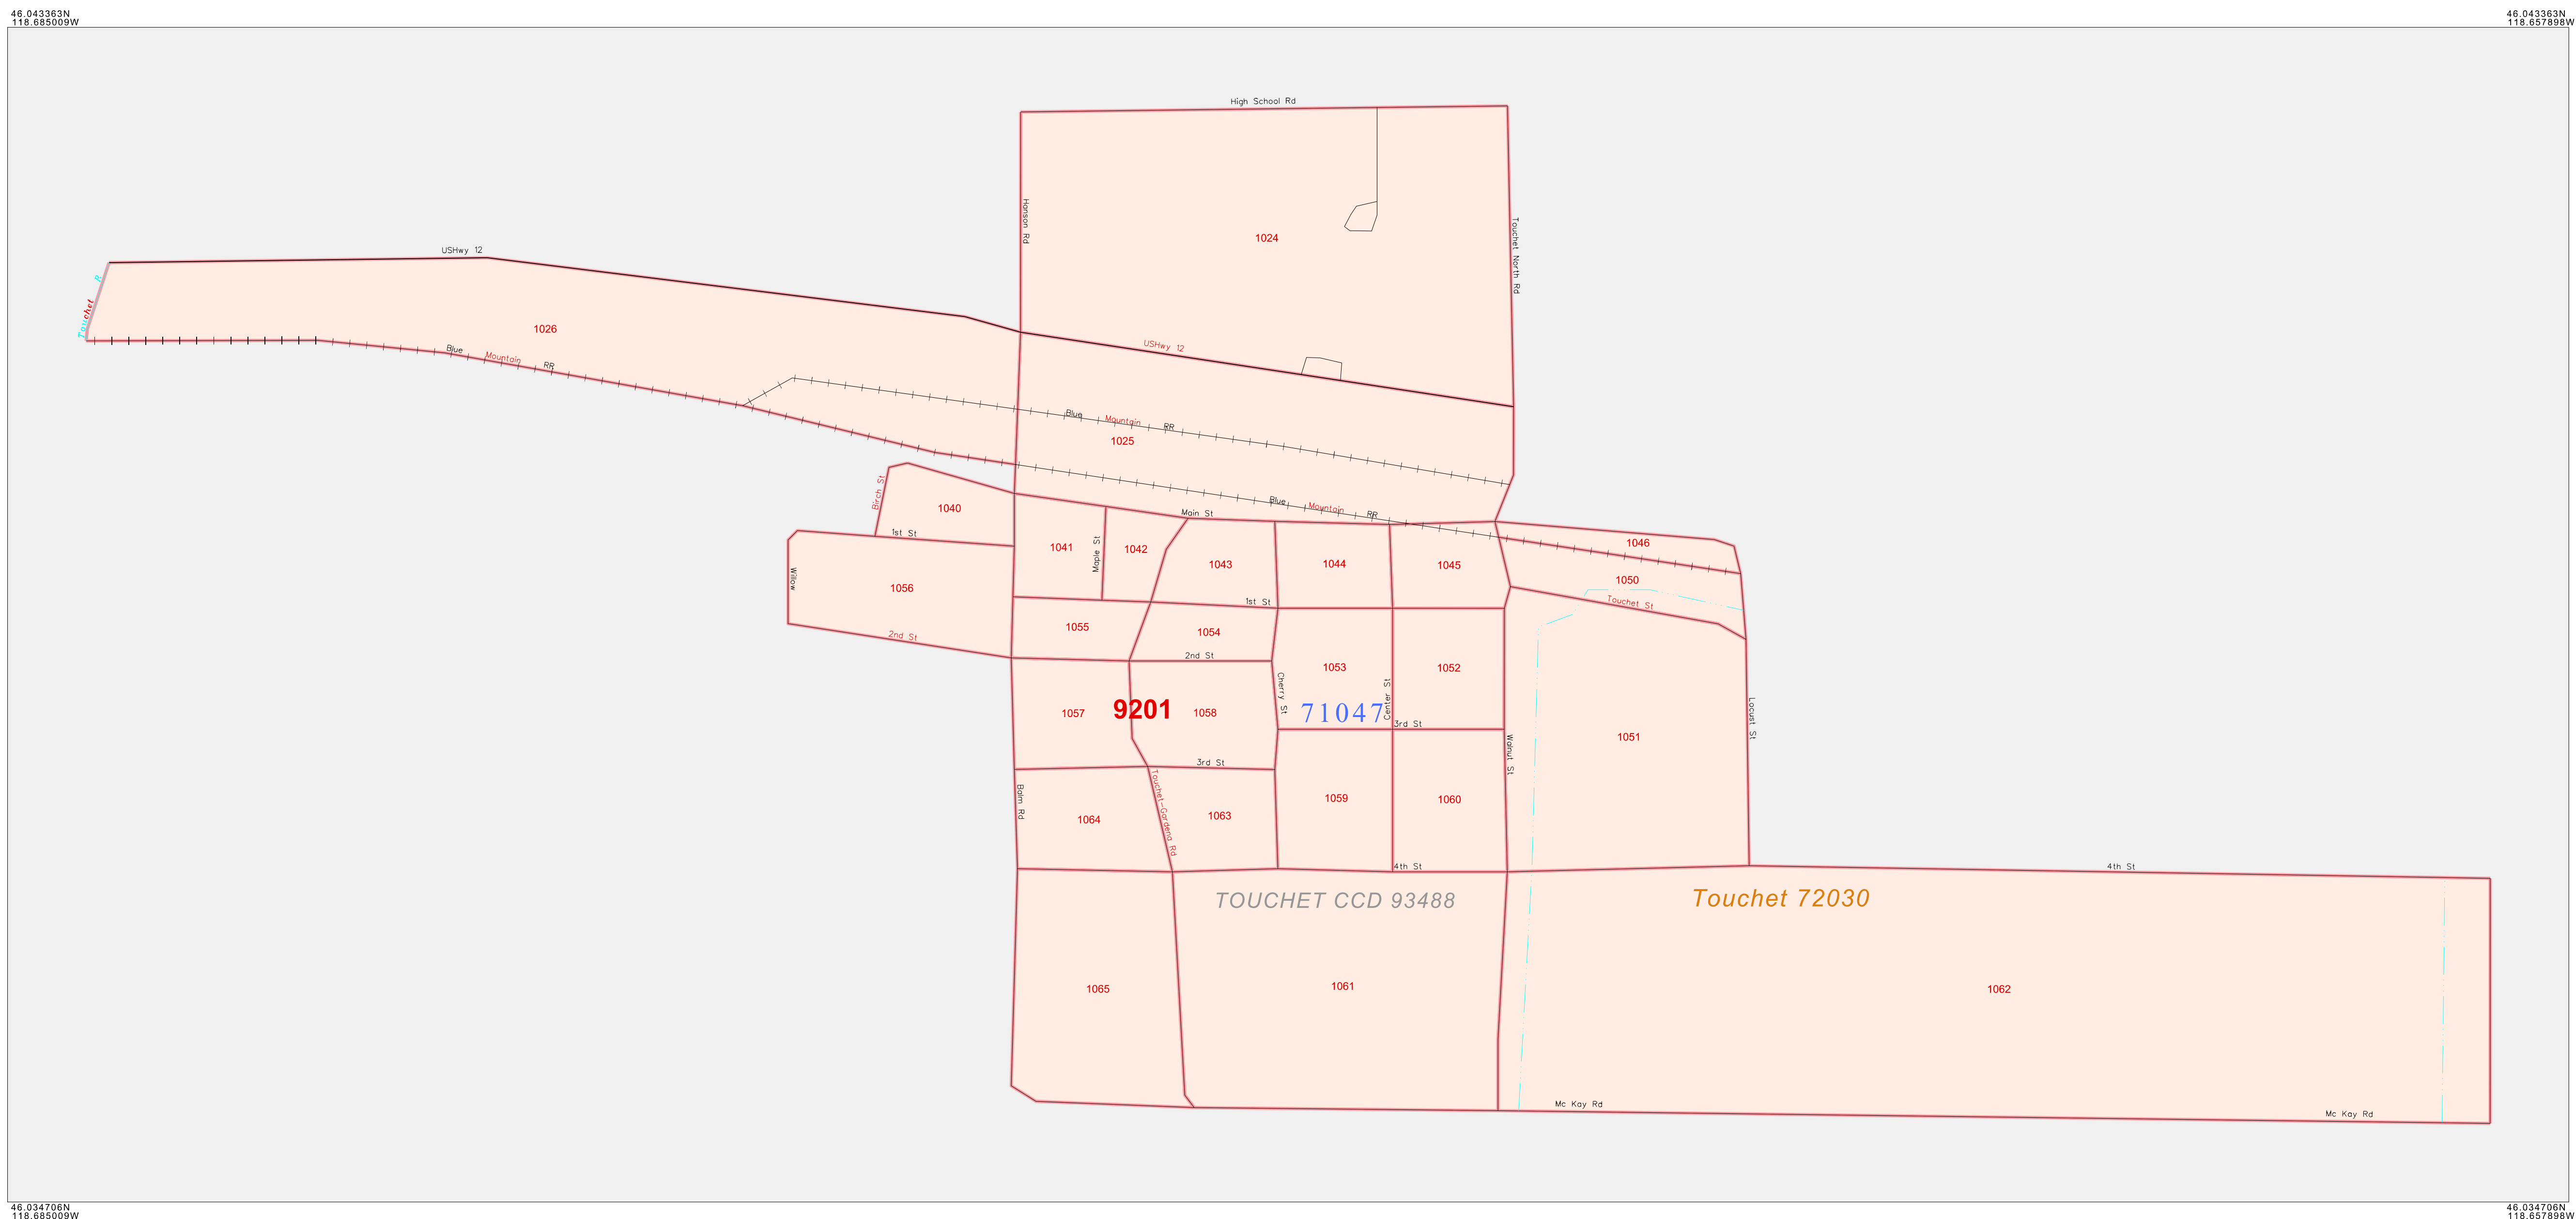 46.043363N
118.685009W
46.043363N
118.657898W
High School Rd
Hanson Rd
Touchet North Rd
1024
USHwy 12
Touchet R
1026
Blue Mountain RR
USHwy 12
Blue Mountain RR
1025
Birch St
1040
1st St
Main St
Blue Mountain RR
1041
Maple St
1042
1043
1044
1045
1046
1050
Willow
1056
2nd St
1st St
Touchet St
1055
1054
2nd St
1053
1052
Cherry St
Center St
1057
9201
1058
71047
3rd St
Locust St
1051
Walnut St
3rd St
Balm Rd
Touchet-Gardena Rd
1064
1063
1059
1060
4th St
4th St
TOUCHET CCD 93488
Touchet 72030
1065
1061
1062
Mc Kay Rd
Mc Kay Rd
46.034706N
118.685009W
46.034706N
118.657898W